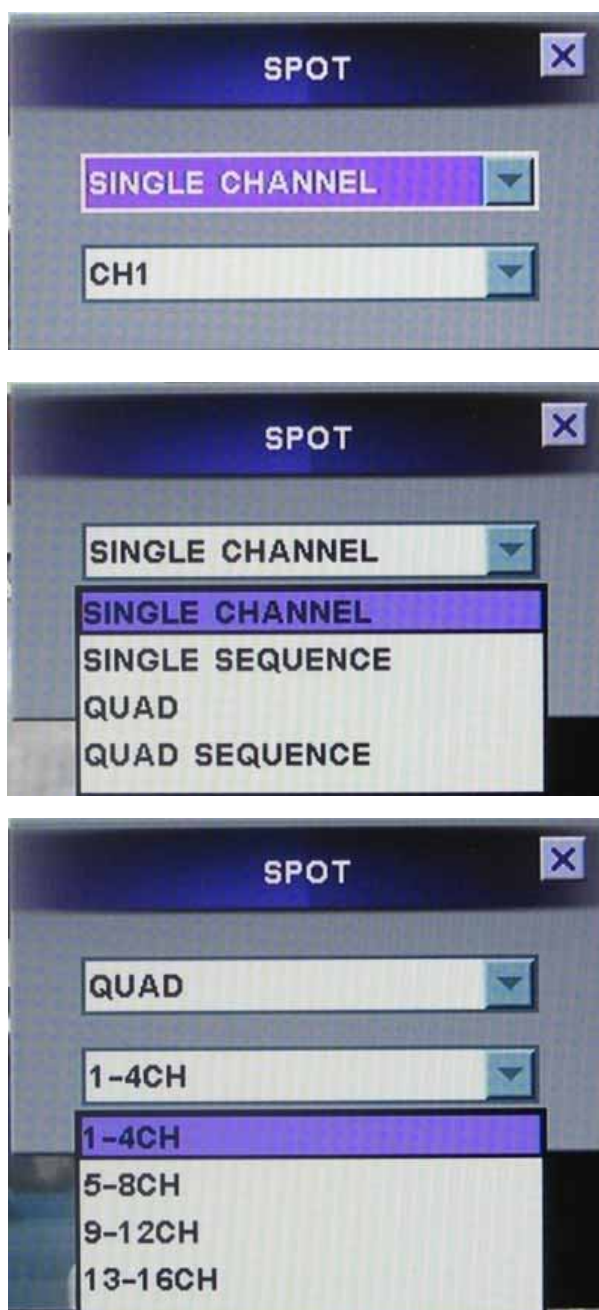 SPOT
SINGLE CHANNEL
CH1
SPOT
SINGLE CHANNEL
SINGLE CHANNEL
SINGLE SEQUENCE
QUAD
QUAD SEQUENCE
SPOT
QUAD
1-4CH
1-4CH
5-8CH
9-12CH
13-16CH